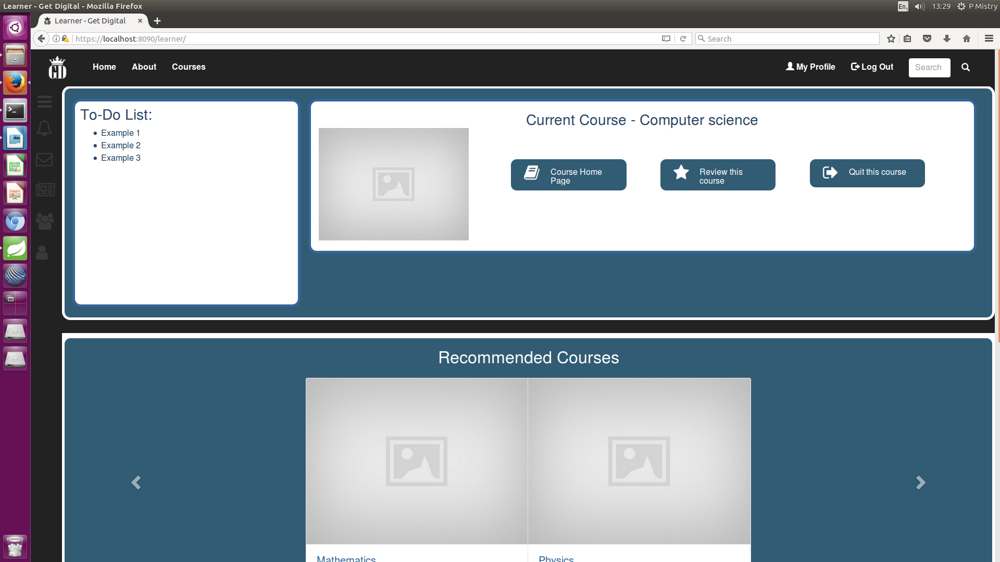 Learner - Get Digital - Mozilla Firefox
En1 13:29 P Mistry
Learner - Get Digital
https://localhost:8090/learner/
Search
GD Home About Courses My Profile Log Out Search
To-Do List:
Example 1
Example 2
Example 3
Current Course - Computer science
Course Home
Page
Review this
course
Quit this course
Recommended Courses
Mathematics
Physics